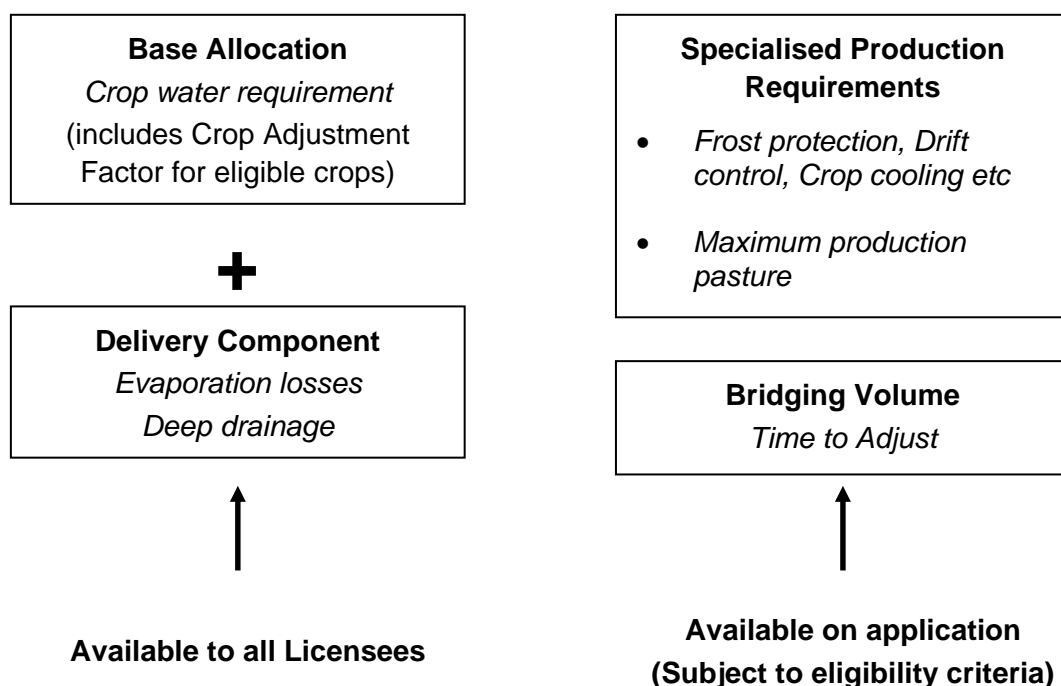 Base Allocation
Crop water requirement
(includes Crop Adjustment
Factor for eligible crops)
+
Delivery Component
Evaporation losses
Deep drainage
Available to all Licensees
Specialised Production
Requirements
• Frost protection, Drift
control, Crop cooling etc
• Maximum production
pasture
Bridging Volume
Time to Adjust
Available on application
(Subject to eligibility criteria)